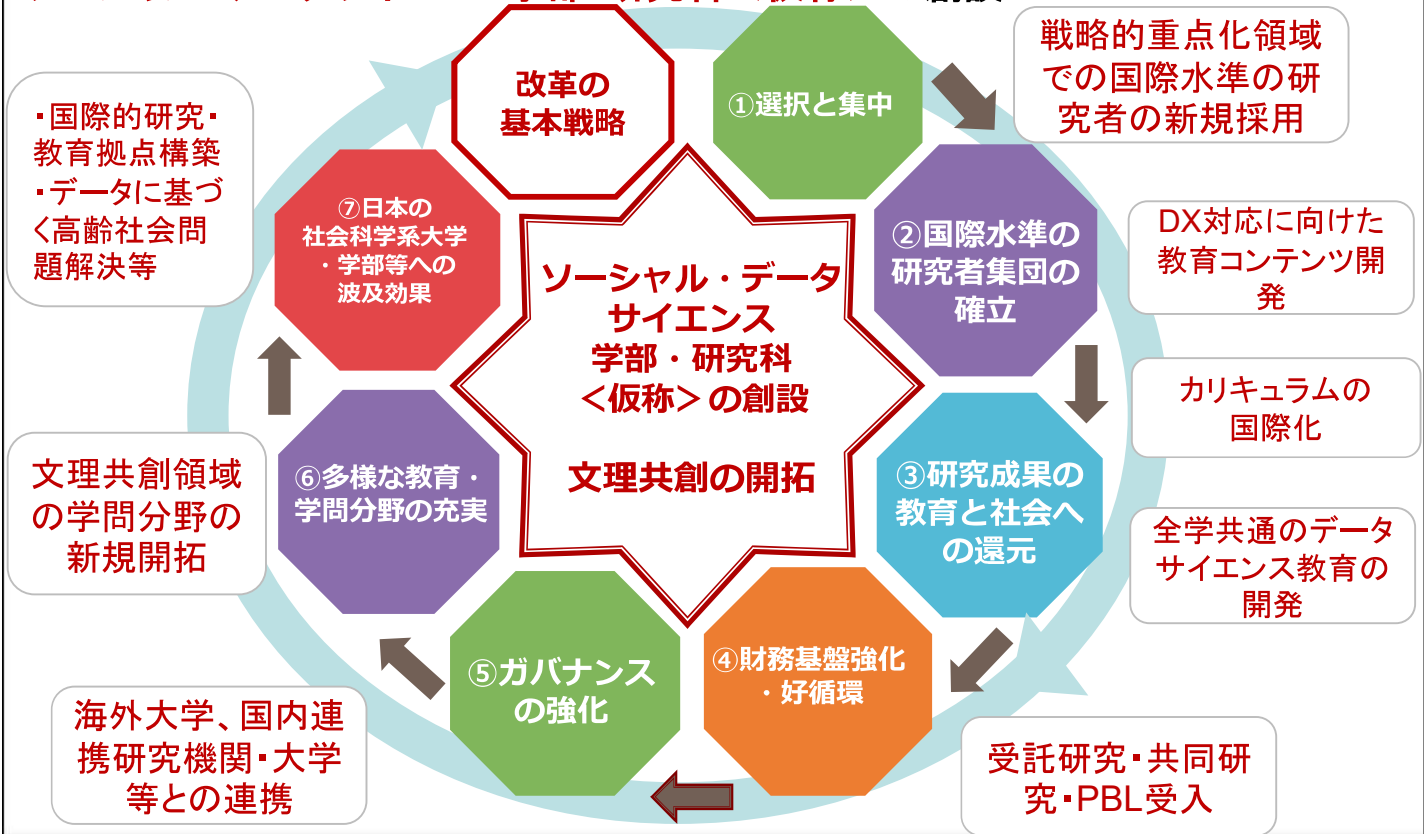 改革の
基本戦略
①選択と集中
戦略的重点化領域
での国際水準の研
究者の新規採用
②国際水準の
研究者集団の
確立
DX対応に向けた
教育コンテンツ開
発
カリキュラムの
国際化
③研究成果の
教育と社会へ
の還元
全学共通のデータ
サイエンス教育の
開発
④財務基盤強化
・好循環
受託研究・共同研
究・PBL受入
⑤ガバナンス
の強化
海外大学、国内連
携研究機関・大学
等との連携
⑥多様な教育・
学問分野の充実
文理共創領域
の学問分野の
新規開拓
⑦日本の
社会科学系大学
・学部等への
波及効果
・国際的研究・
教育拠点構築
・データに基づ
く高齢社会問
題解決等
ソーシャル・データ
サイエンス
学部・研究科
＜仮称＞の創設
文理共創の開拓